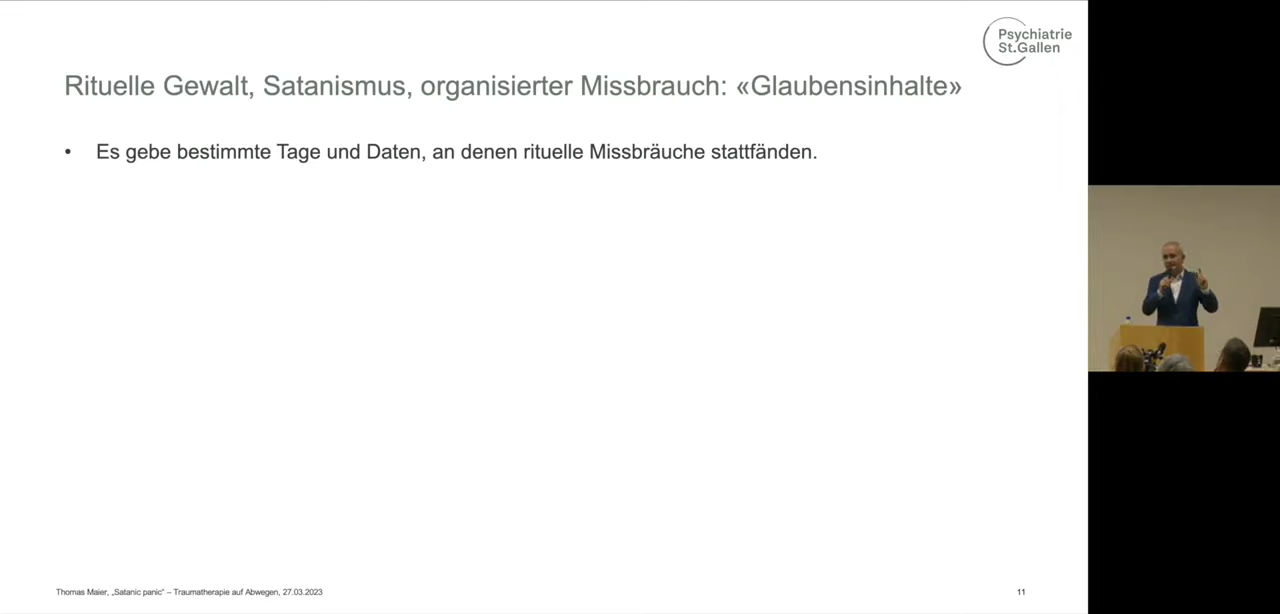 Psychiatrie
St.Gallen
Rituelle Gewalt, Satanismus, organisierter Missbrauch: «Glaubensinhalte»
• Es gebe bestimmte Tage und Daten, an denen rituelle Missbräuche stattfänden.
Thomas Maier, „Satanic panic“ – Traumatherapie auf Abwegen, 27.03.2023
11